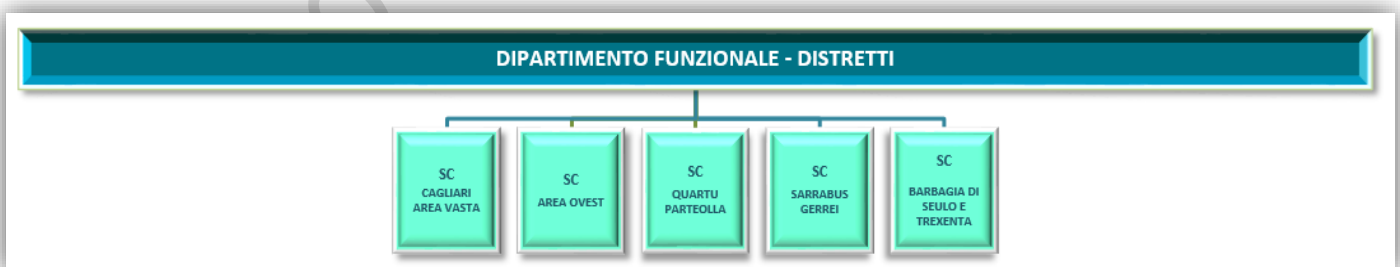 DIPARTIMENTO FUNZIONALE - DISTRETTI
SC
CAGLIARI
AREA VASTA
SC
AREA OVEST
SC
QUARTU
PARTEOLLA
SC
SARRABUS
GERREI
SC
BARBAGIA DI
SEULO E
TREXENTA